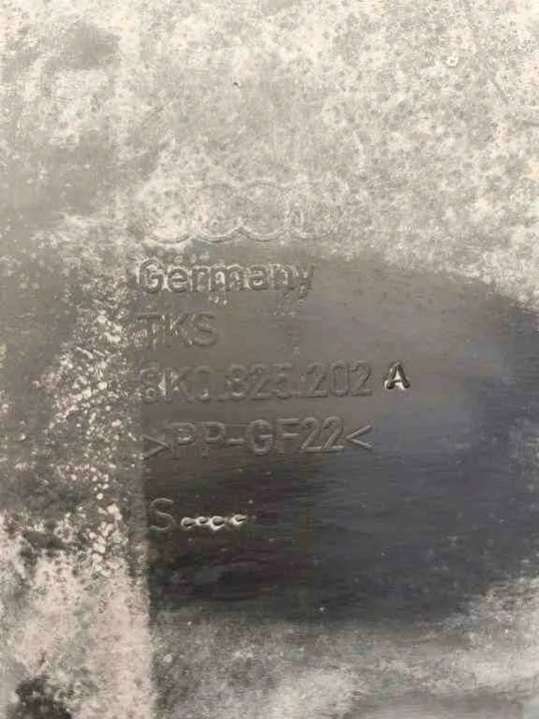 Germany
TKS
8K0.825.202 A
>PP-GF22<
S